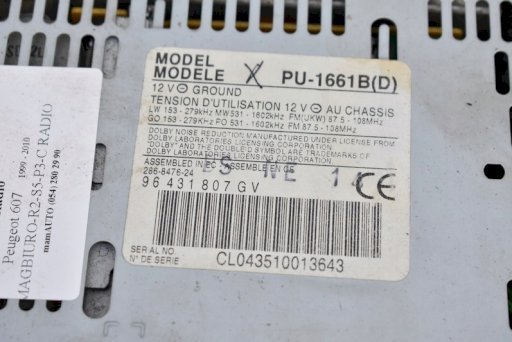 MODEL
MODELE X PU-1661B(D)
12 V ⊖ GROUND
TENSION D'UTILISATION 12 V ⊖ AU CHASSIS
LW 153 - 279KHz MW 531 - 1602kHz FM(UKW) 87.5 - 108MHz
GO 153 - 279KHz PO 531 - 1602kHz FM 87.5 - 108MHz
DOLBY NOISE REDUCTION MANUFACTURED UNDER LICENSE FROM
DOLBY LABORATORIES LICENSING CORPORATION.
"DOLBY" AND THE DOUBLE-D SYMBOL ARE TRADEMARKS OF
DOLBY LABORATORIES LICENSING CORPORATION.
ASSEMBLED IN EC/ASSEMBLE EN CE
286-8476-24
96 431 807 GV
CE
SERIAL NO.
N° DE SERIE
CL043510013643
Peugeot 607 1999 - 2010
MAGBIURO-R2-S5-P3-C RADIO
mamAUTO (054) 280 29 90